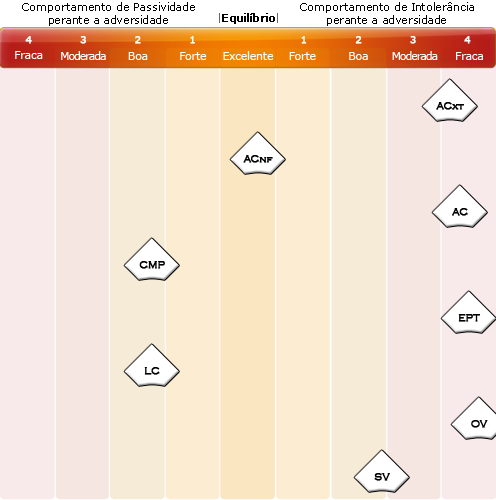 Comportamento de Passividade
perante a adversidade
|Equilíbrio|
Comportamento de Intolerância
perante a adversidade
4 3 2 1 1 2 3 4
Fraca Moderada Boa Forte Excelente Forte Boa Moderada Fraca
ACXT
ACNF
AC
CMP
EPT
LC
OV
SV